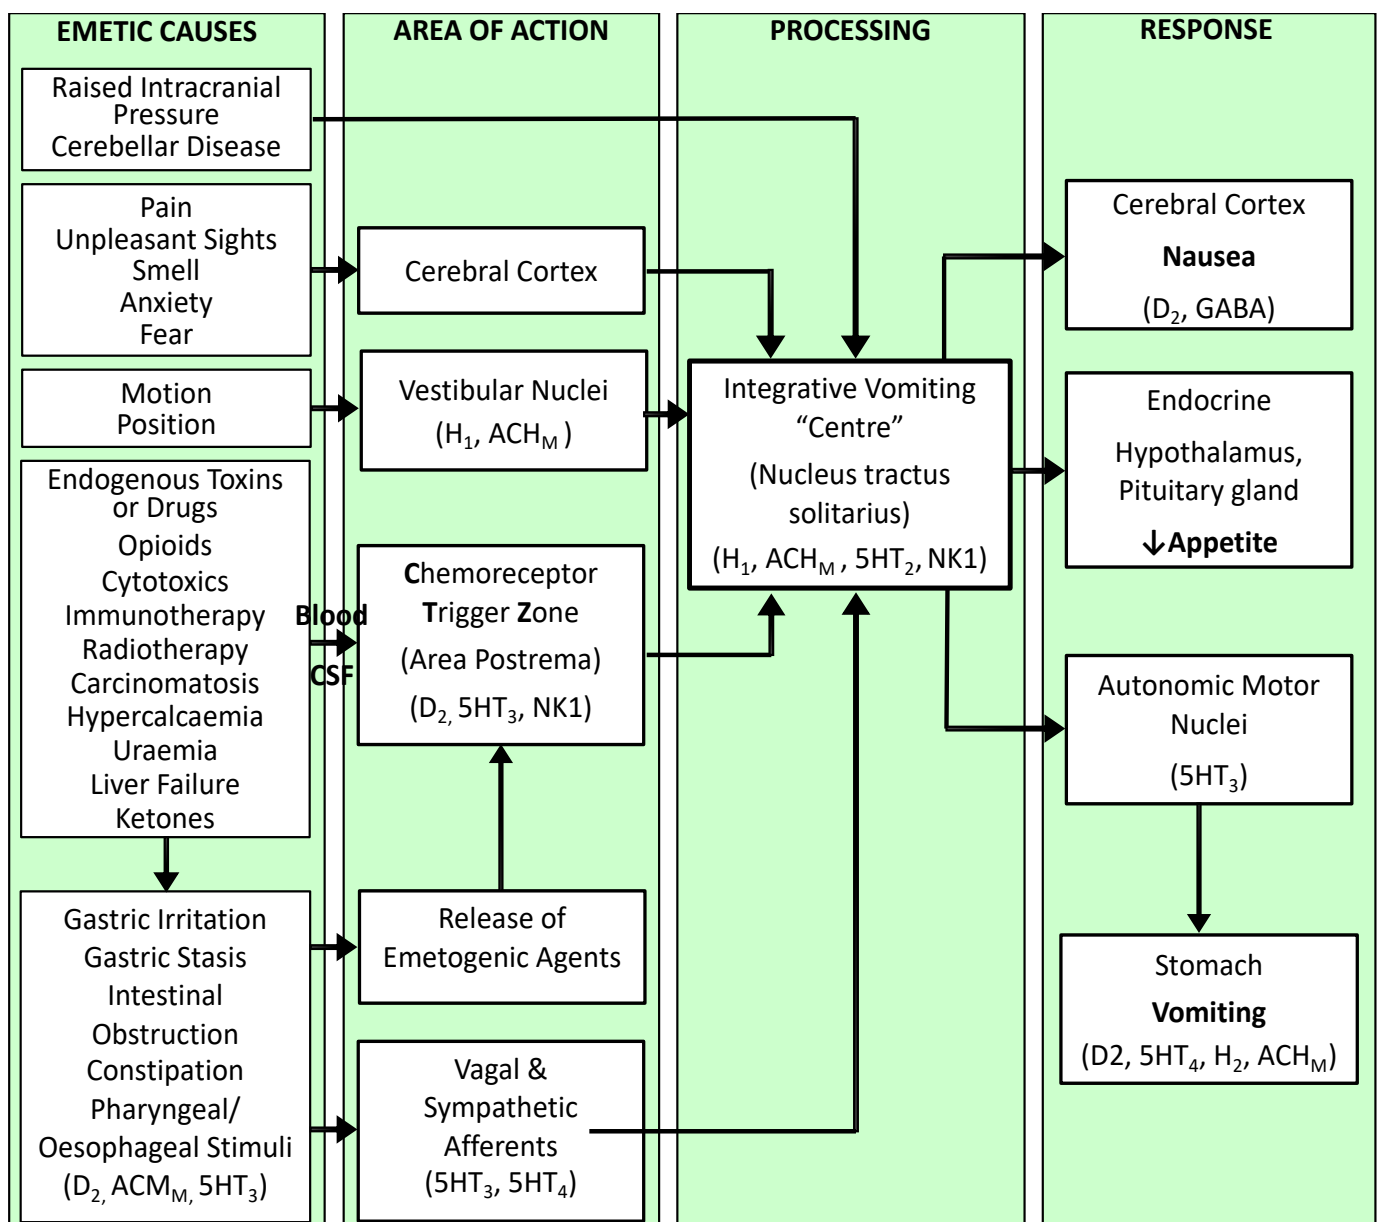 EMETIC CAUSES
Raised Intracranial
Pressure
Cerebellar Disease
Pain
Unpleasant Sights
Smell
Anxiety
Fear
Motion
Position
Endogenous Toxins
or Drugs
Opioids
Cytotoxics
Immunotherapy
Radiotherapy
Carcinomatosis
Hypercalcaemia
Uraemia
Liver Failure
Ketones
Gastric Irritation
Gastric Stasis
Intestinal
Obstruction
Constipation
Pharyngeal/
Oesophageal Stimuli
(D₂, ACMM, 5HT₃)
Blood
CSF
AREA OF ACTION
Cerebral Cortex
Vestibular Nuclei
(H₁, ACHM )
Chemoreceptor
Trigger Zone
(Area Postrema)
(D₂, 5HT₃, NK1)
Release of
Emetogenic Agents
Vagal &
Sympathetic
Afferents
(5HT₃, 5HT₄)
PROCESSING
Integrative Vomiting
“Centre”
(Nucleus tractus
solitarius)
(H₁, ACHM , 5HT₂, NK1)
RESPONSE
Cerebral Cortex
Nausea
(D₂, GABA)
Endocrine
Hypothalamus,
Pituitary gland
↓Appetite
Autonomic Motor
Nuclei
(5HT₃)
Stomach
Vomiting
(D2, 5HT₄, H₂, ACHM)